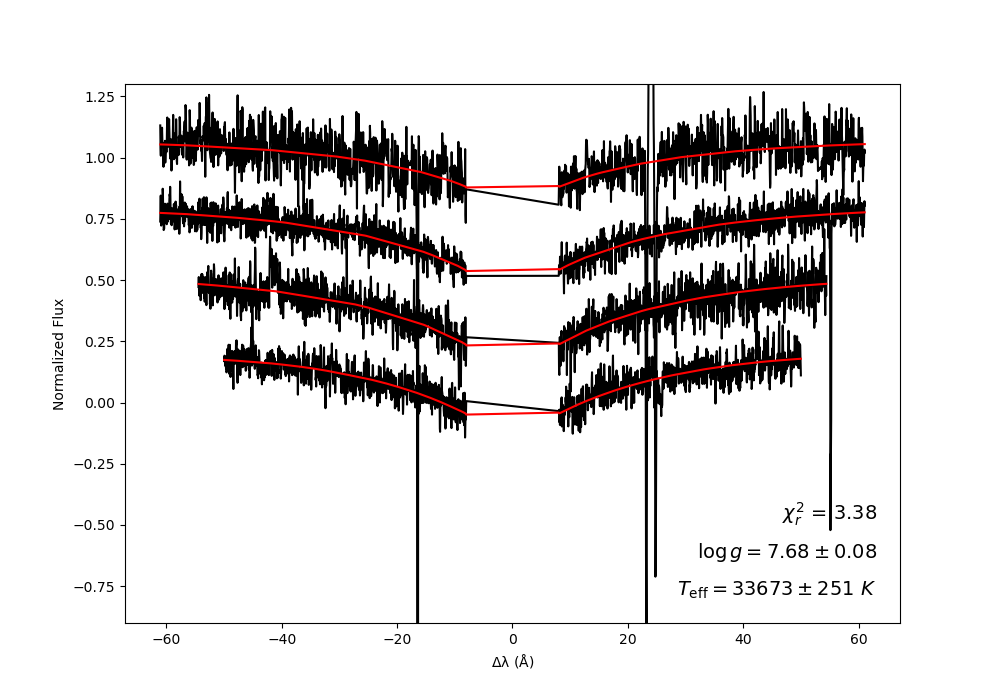 1.25
1.00
0.75
0.50
0.25
0.00
−0.25
−0.50
−0.75
Normalized Flux
χ²ᵣ = 3.38
log g = 7.68 ± 0.08
T_eff = 33673 ± 251 K
−60 −40 −20 0 20 40 60
Δλ (Å)